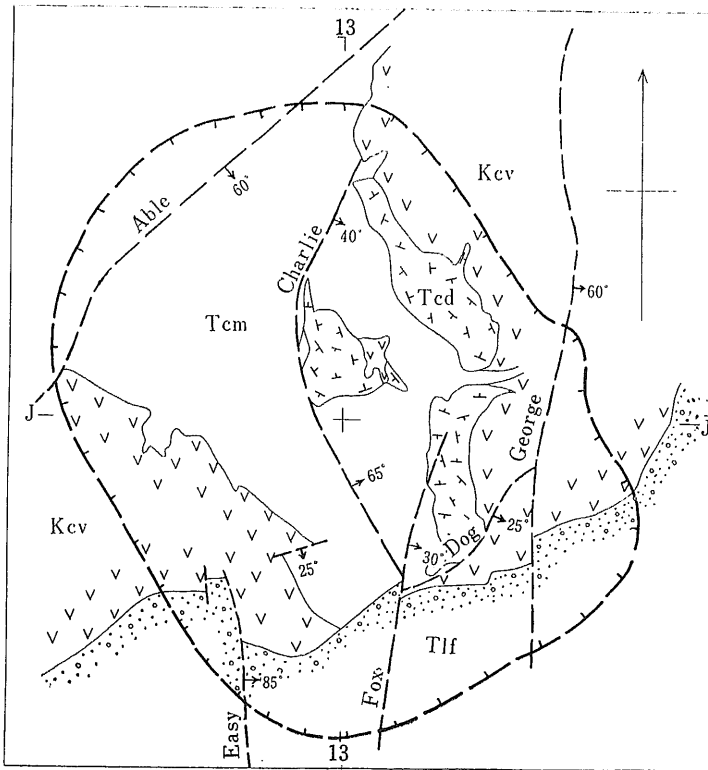 13
Kcv
Able
60°
Charlie
40°
60°
Tcd
Tcm
J
George
J
65°
Kcv
25°
Dog
30°
25°
Tlf
85°
Fox
Easy
13